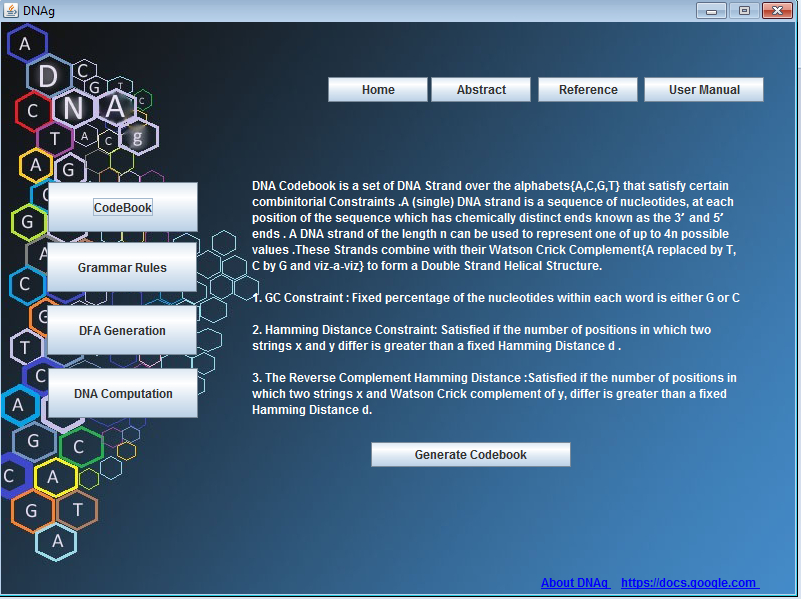 DNAg
A
D
C
G
T
C
C
N
A
T
A
C
g
A
G
G
A
C
T
C
A
G
C
C
A
G
T
A
Home
Abstract
Reference
User Manual
CodeBook
Grammar Rules
DFA Generation
DNA Computation
DNA Codebook is a set of DNA Strand over the alphabets{A,C,G,T} that satisfy certain
combinitorial Constraints .A (single) DNA strand is a sequence of nucleotides, at each
position of the sequence which has chemically distinct ends known as the 3’ and 5’
ends . A DNA strand of the length n can be used to represent one of up to 4n possible
values .These Strands combine with their Watson Crick Complement{A replaced by T,
C by G and viz-a-viz} to form a Double Strand Helical Structure.
1. GC Constraint : Fixed percentage of the nucleotides within each word is either G or C
2. Hamming Distance Constraint: Satisfied if the number of positions in which two
strings x and y differ is greater than a fixed Hamming Distance d .
3. The Reverse Complement Hamming Distance :Satisfied if the number of positions in
which two strings x and Watson Crick complement of y, differ is greater than a fixed
Hamming Distance d.
Generate Codebook
About DNAg
https://docs.google.com